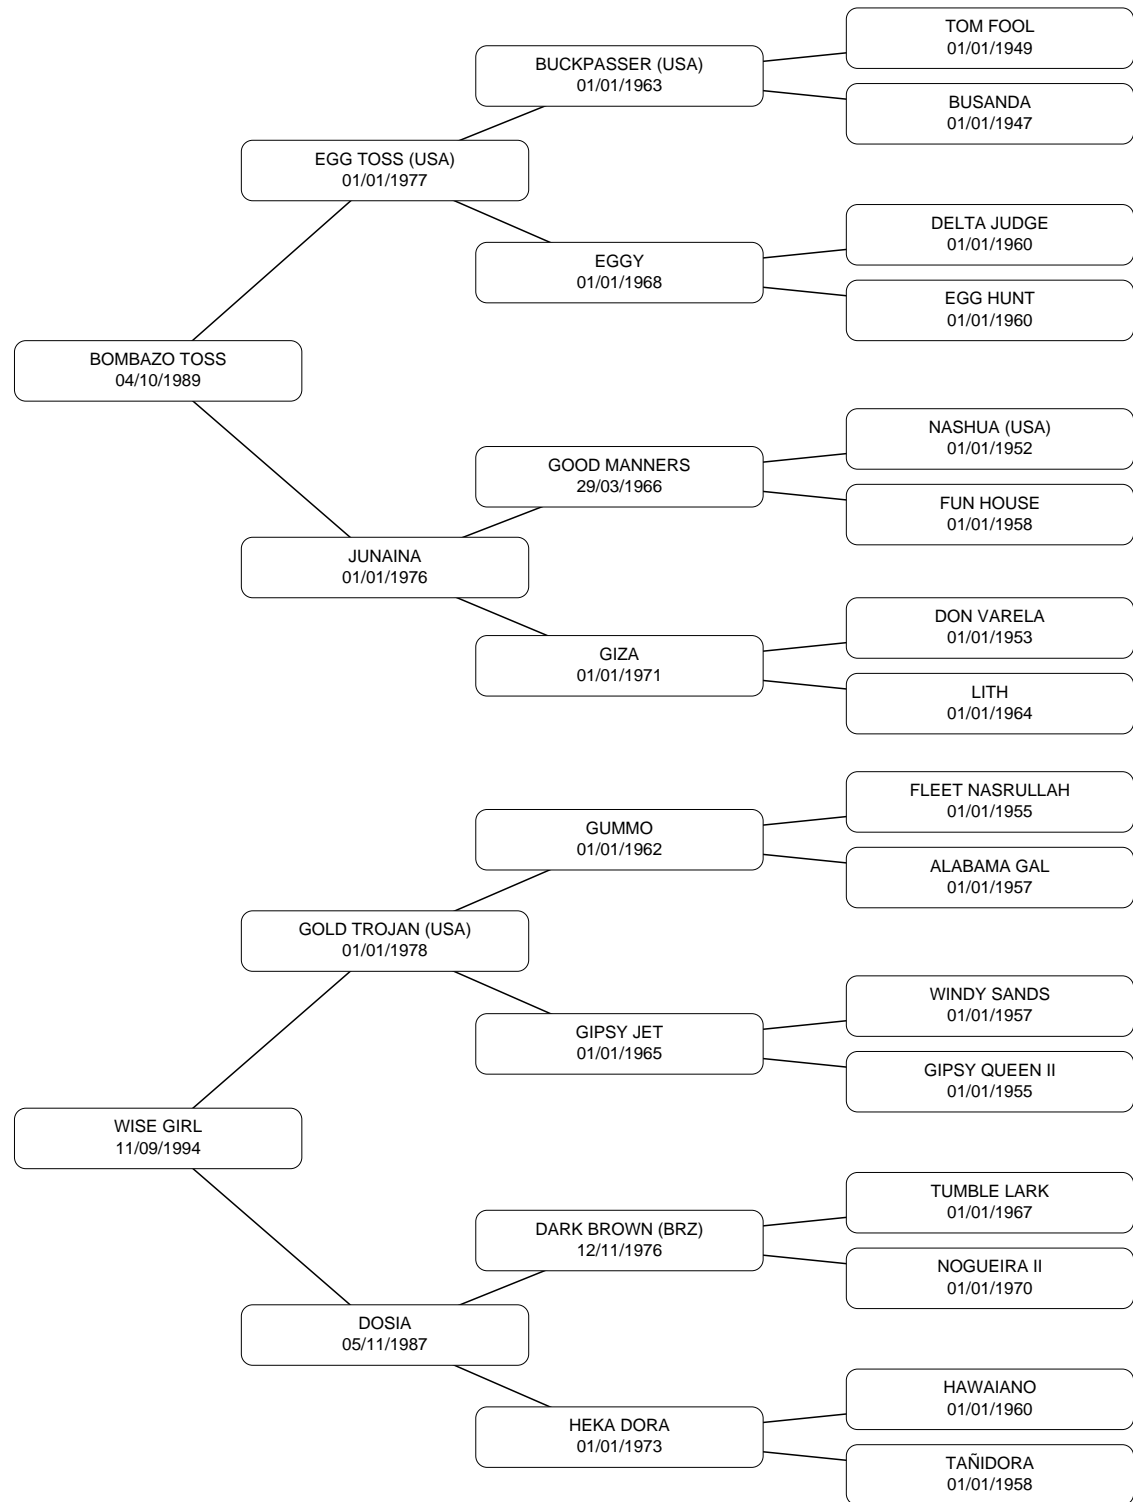 TOM FOOL
01/01/1949
BUCKPASSER (USA)
01/01/1963
BUSANDA
01/01/1947
EGG TOSS (USA)
01/01/1977
DELTA JUDGE
01/01/1960
EGGY
01/01/1968
EGG HUNT
01/01/1960
BOMBAZO TOSS
04/10/1989
NASHUA (USA)
01/01/1952
GOOD MANNERS
29/03/1966
FUN HOUSE
01/01/1958
JUNAINA
01/01/1976
DON VARELA
01/01/1953
GIZA
01/01/1971
LITH
01/01/1964
FLEET NASRULLAH
01/01/1955
GUMMO
01/01/1962
ALABAMA GAL
01/01/1957
GOLD TROJAN (USA)
01/01/1978
WINDY SANDS
01/01/1957
GIPSY JET
01/01/1965
GIPSY QUEEN II
01/01/1955
WISE GIRL
11/09/1994
TUMBLE LARK
01/01/1967
DARK BROWN (BRZ)
12/11/1976
NOGUEIRA II
01/01/1970
DOSIA
05/11/1987
HAWAIANO
01/01/1960
HEKA DORA
01/01/1973
TAÑIDORA
01/01/1958